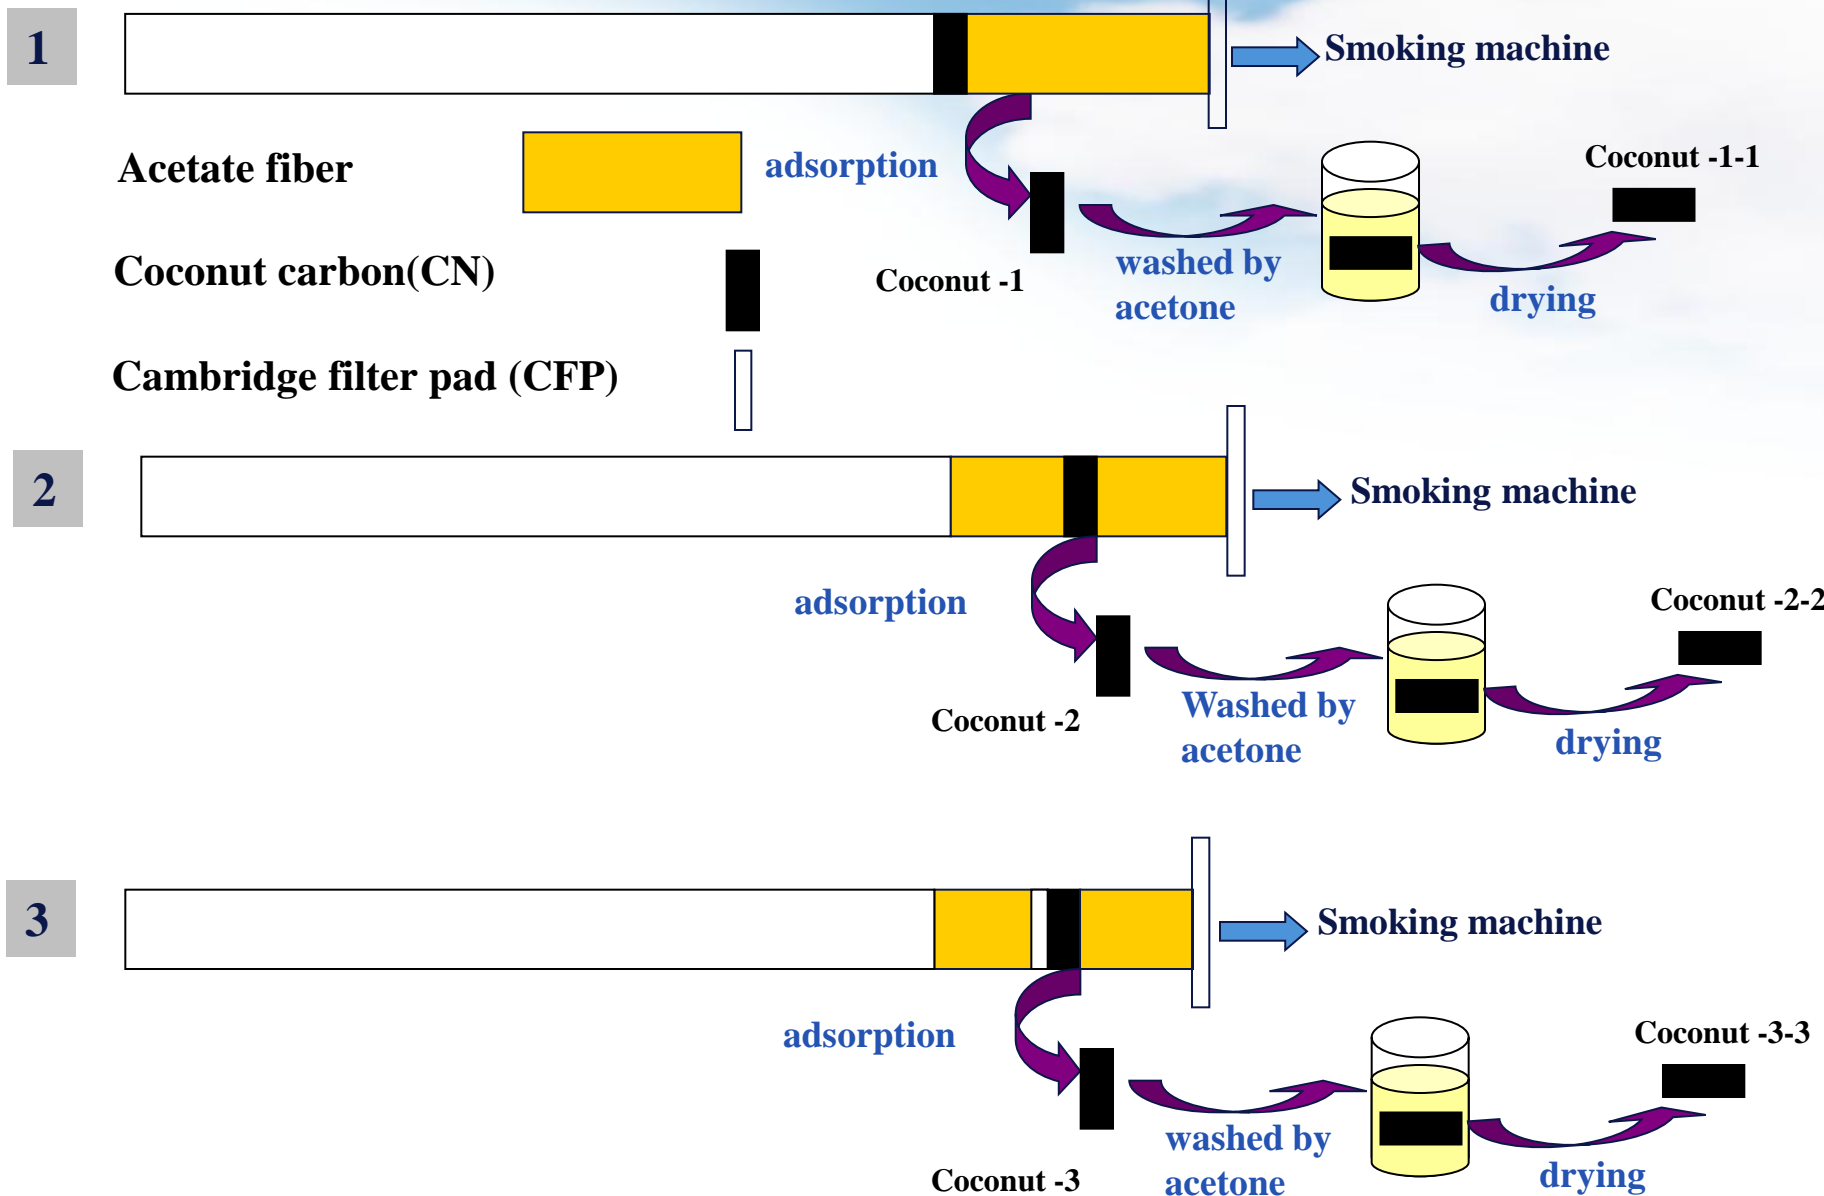 1
Smoking machine
Acetate fiber
adsorption
Coconut -1-1
Coconut carbon(CN)
Coconut -1
washed by
acetone
drying
Cambridge filter pad (CFP)
2
Smoking machine
adsorption
Coconut -2-2
Coconut -2
Washed by
acetone
drying
3
Smoking machine
adsorption
Coconut -3-3
Coconut -3
washed by
acetone
drying